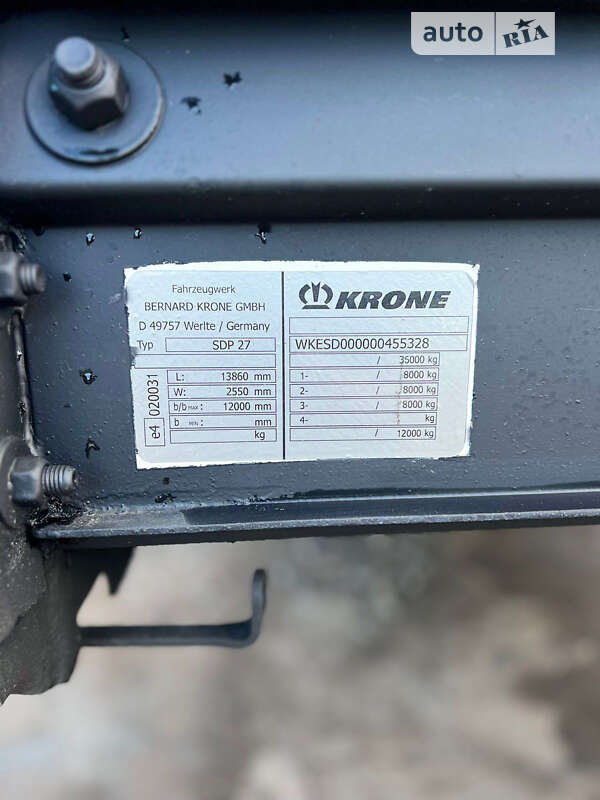 auto RIA
Fahrzeugwerk
BERNARD KRONE GMBH
D 49757 Werlte / Germany
Typ SDP 27
e4 020031
L: 13860 mm
W: 2550 mm
b/b MAX: 12000 mm
b MIN: mm
kg
KRONE
WKESD000000455328
/ 35000 kg
1- / 8000 kg
2- / 8000 kg
3- / 8000 kg
4- kg
/ 12000 kg